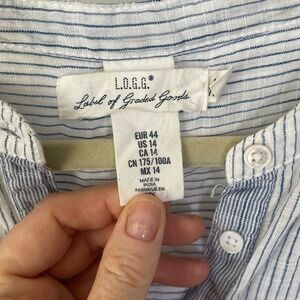 L.O.G.G.®
Label of Graded Goods
EUR 44
US 14
CA 14
CN 175/100A
MX 14
MADE IN
INDIA
FABRIQUÉ EN